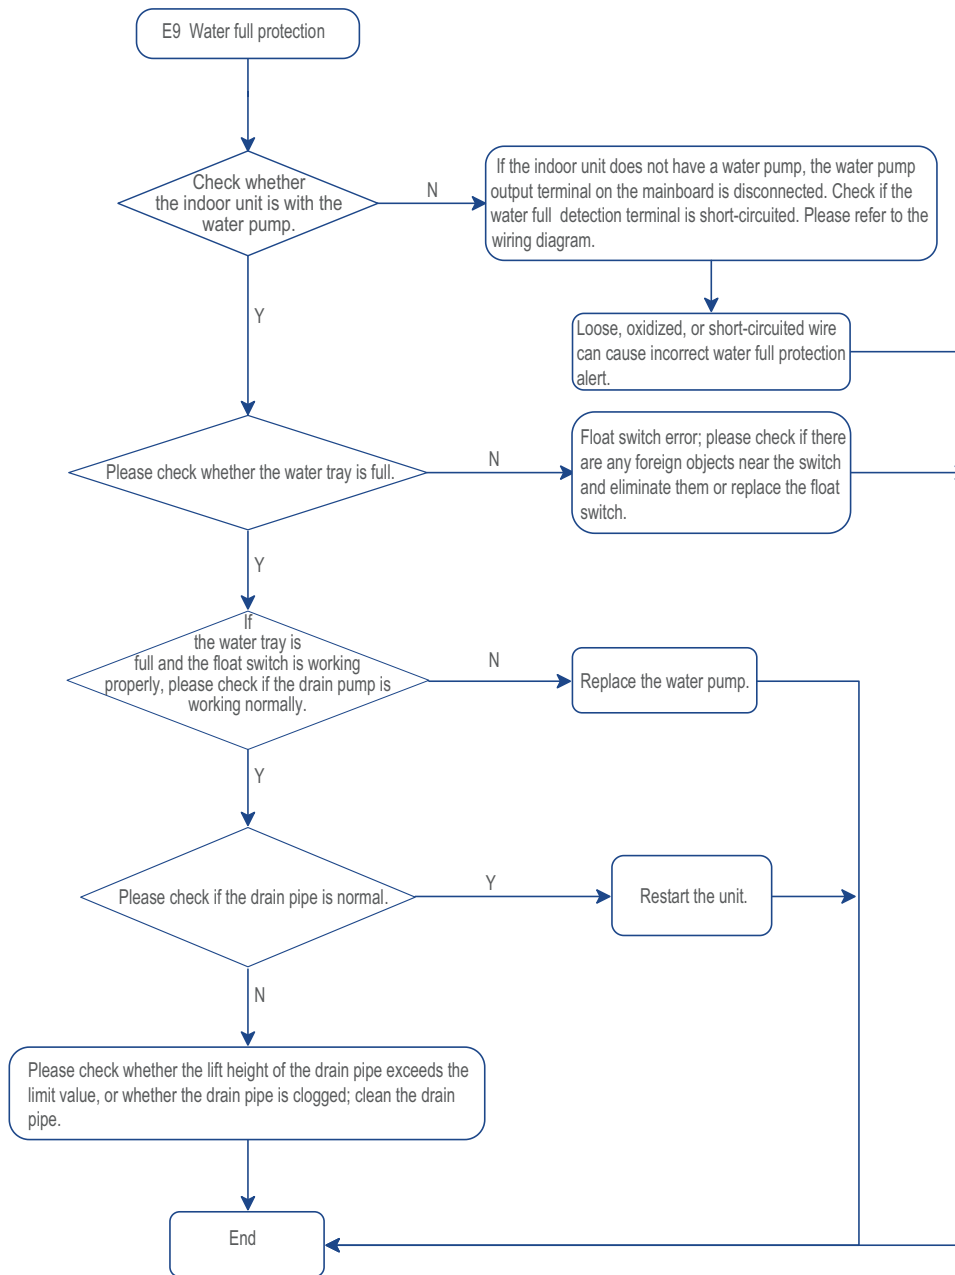 E9 Water full protection
Check whether
the indoor unit is with the
water pump.
N
If the indoor unit does not have a water pump, the water pump
output terminal on the mainboard is disconnected. Check if the
water full detection terminal is short-circuited. Please refer to the
wiring diagram.
Y
Loose, oxidized, or short-circuited wire
can cause incorrect water full protection
alert.
Please check whether the water tray is full.
N
Float switch error; please check if there
are any foreign objects near the switch
and eliminate them or replace the float
switch.
Y
If
the water tray is
full and the float switch is working
properly, please check if the drain pump is
working normally.
N
Replace the water pump.
Y
Please check if the drain pipe is normal.
Y
Restart the unit.
N
Please check whether the lift height of the drain pipe exceeds the
limit value, or whether the drain pipe is clogged; clean the drain
pipe.
End